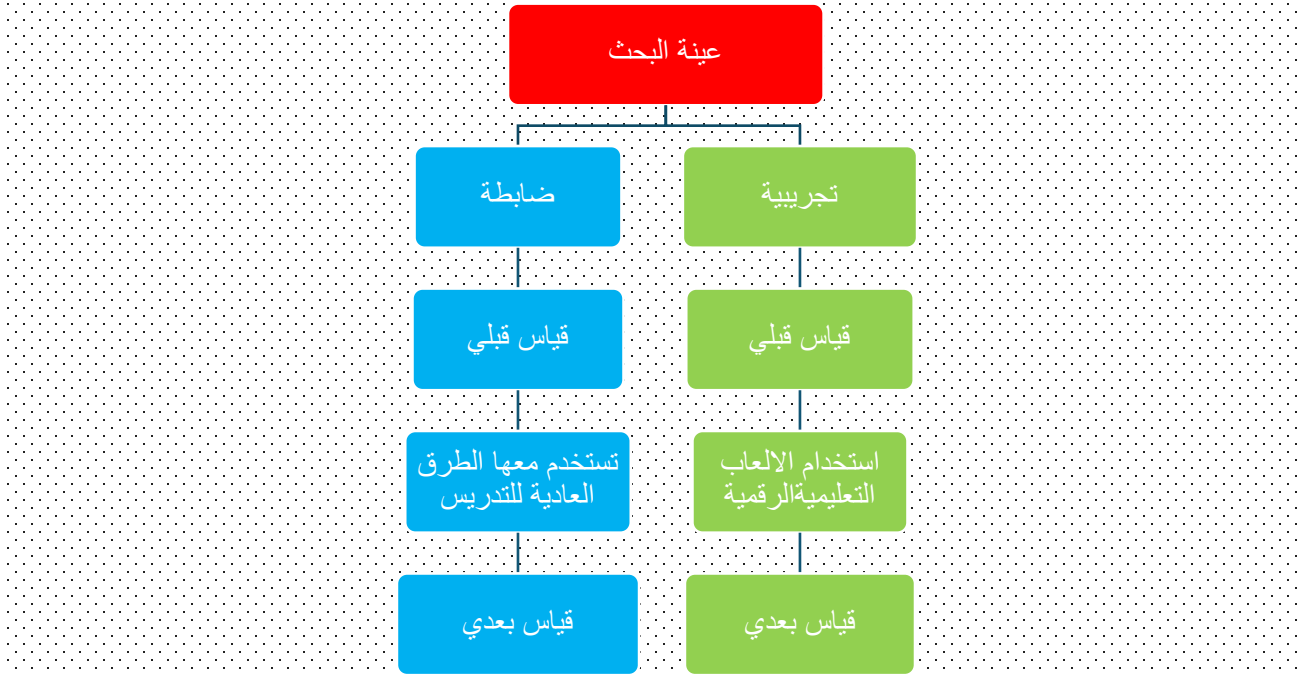 عينة البحث
تجريبية
ضابطة
قياس قبلي
قياس قبلي
استخدام الالعاب
التعليميةالرقمية
تستخدم معها الطرق
العادية للتدريس
قياس بعدي
قياس بعدي